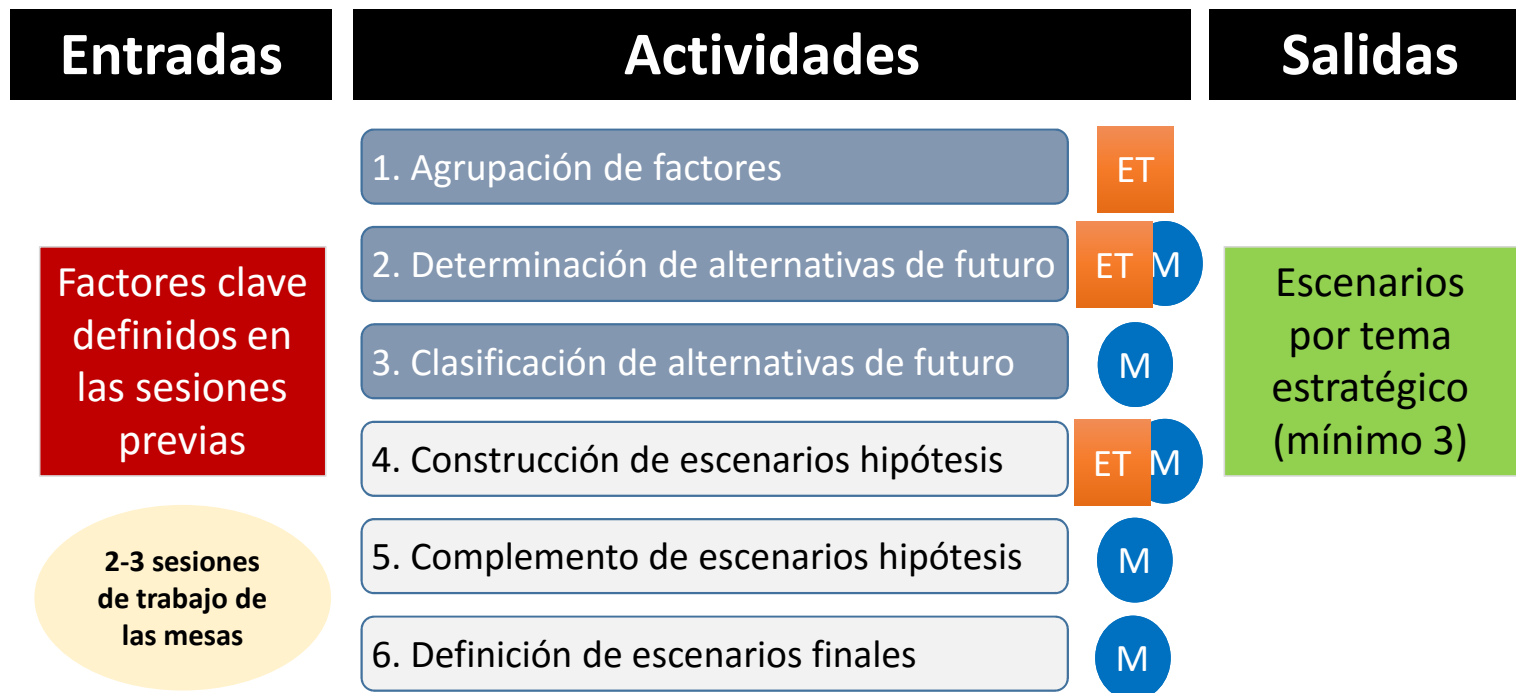 Entradas
Actividades
Salidas
Factores clave
definidos en
las sesiones
previas
2-3 sesiones
de trabajo de
las mesas
1. Agrupación de factores
ET
2. Determinación de alternativas de futuro
ET M
3. Clasificación de alternativas de futuro
M
4. Construcción de escenarios hipótesis
ET M
5. Complemento de escenarios hipótesis
M
6. Definición de escenarios finales
M
Escenarios
por tema
estratégico
(mínimo 3)